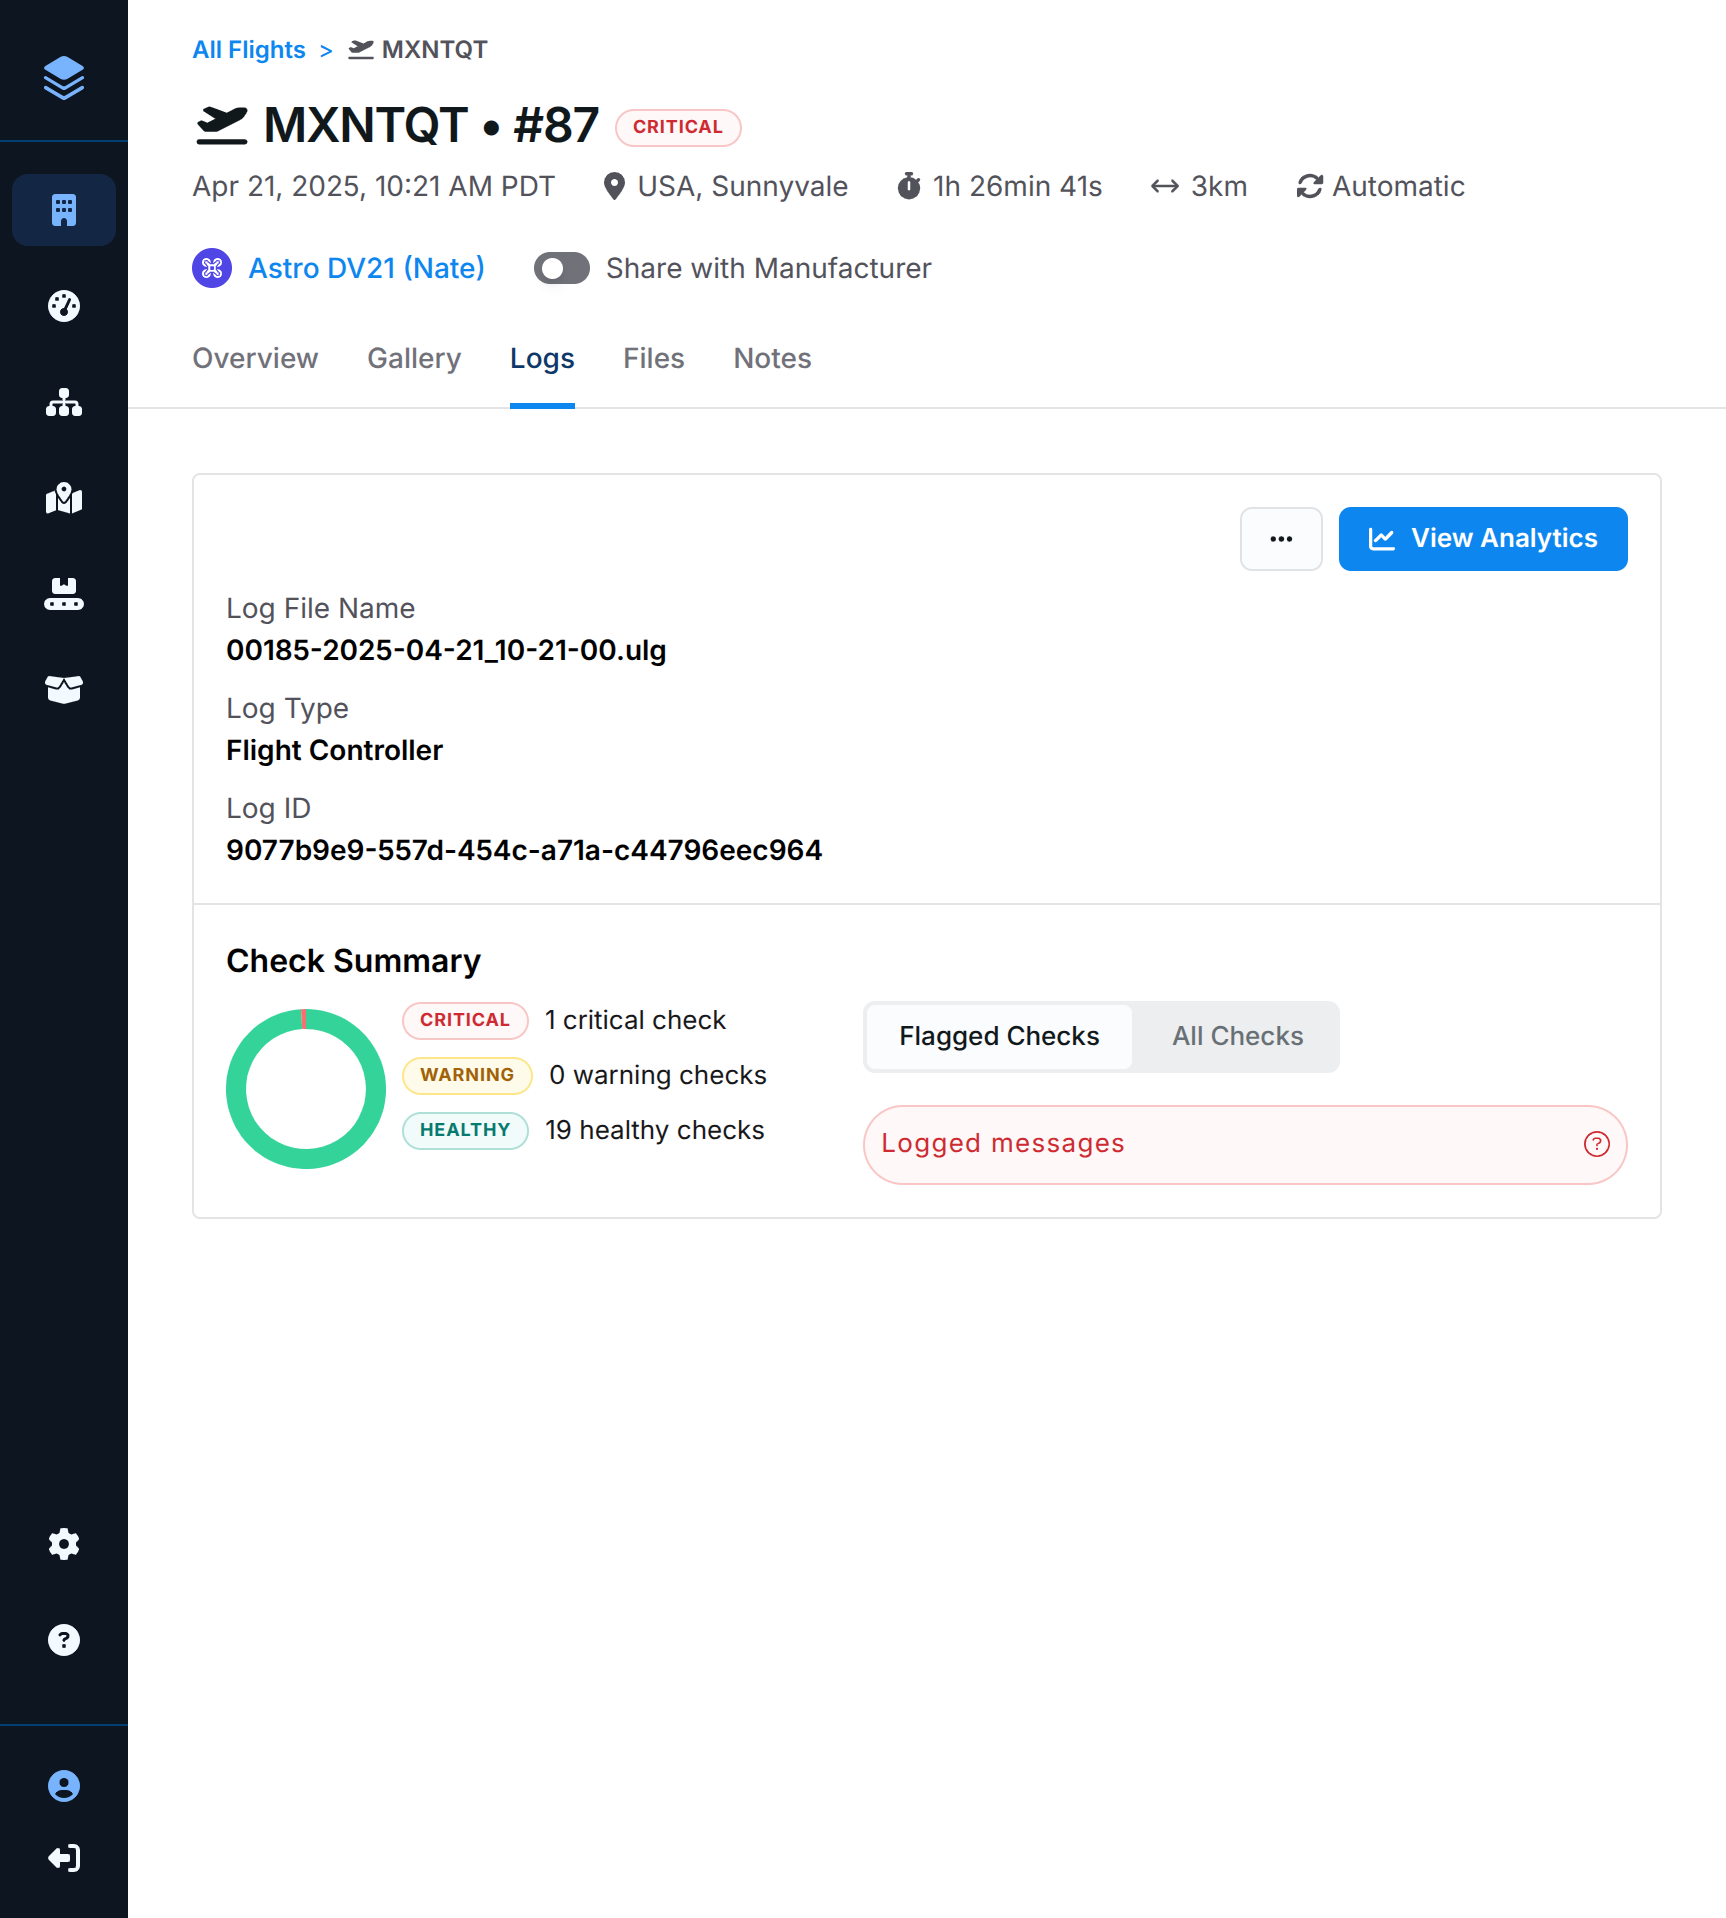 All Flights > MXNTQT
MXNTQT • #87 CRITICAL
Apr 21, 2025, 10:21 AM PDT USA, Sunnyvale 1h 26min 41s 3km Automatic
Astro DV21 (Nate) Share with Manufacturer
Overview Gallery Logs Files Notes
View Analytics
Log File Name
00185-2025-04-21_10-21-00.ulg
Log Type
Flight Controller
Log ID
9077b9e9-557d-454c-a71a-c44796eec964
Check Summary
CRITICAL 1 critical check
WARNING 0 warning checks
HEALTHY 19 healthy checks
Flagged Checks All Checks
Logged messages